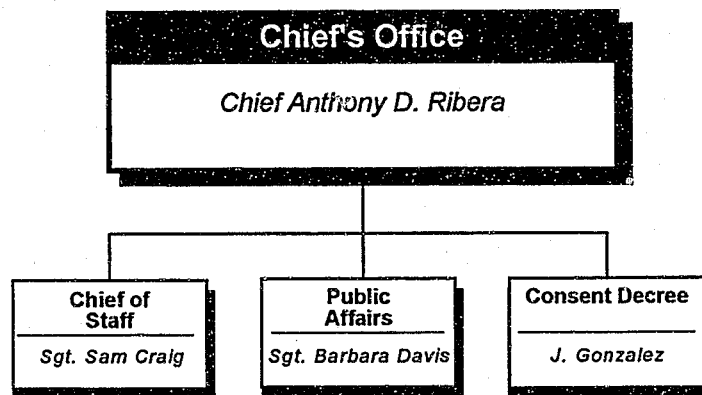 Chief's Office
Chief Anthony D. Ribera
Chief of
Staff
Sgt. Sam Craig
Public
Affairs
Sgt. Barbara Davis
Consent Decree
J. Gonzalez